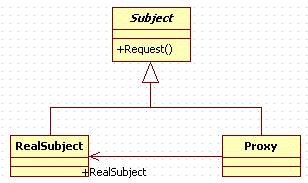 Subject
+Request()
RealSubject
Proxy
+RealSubject